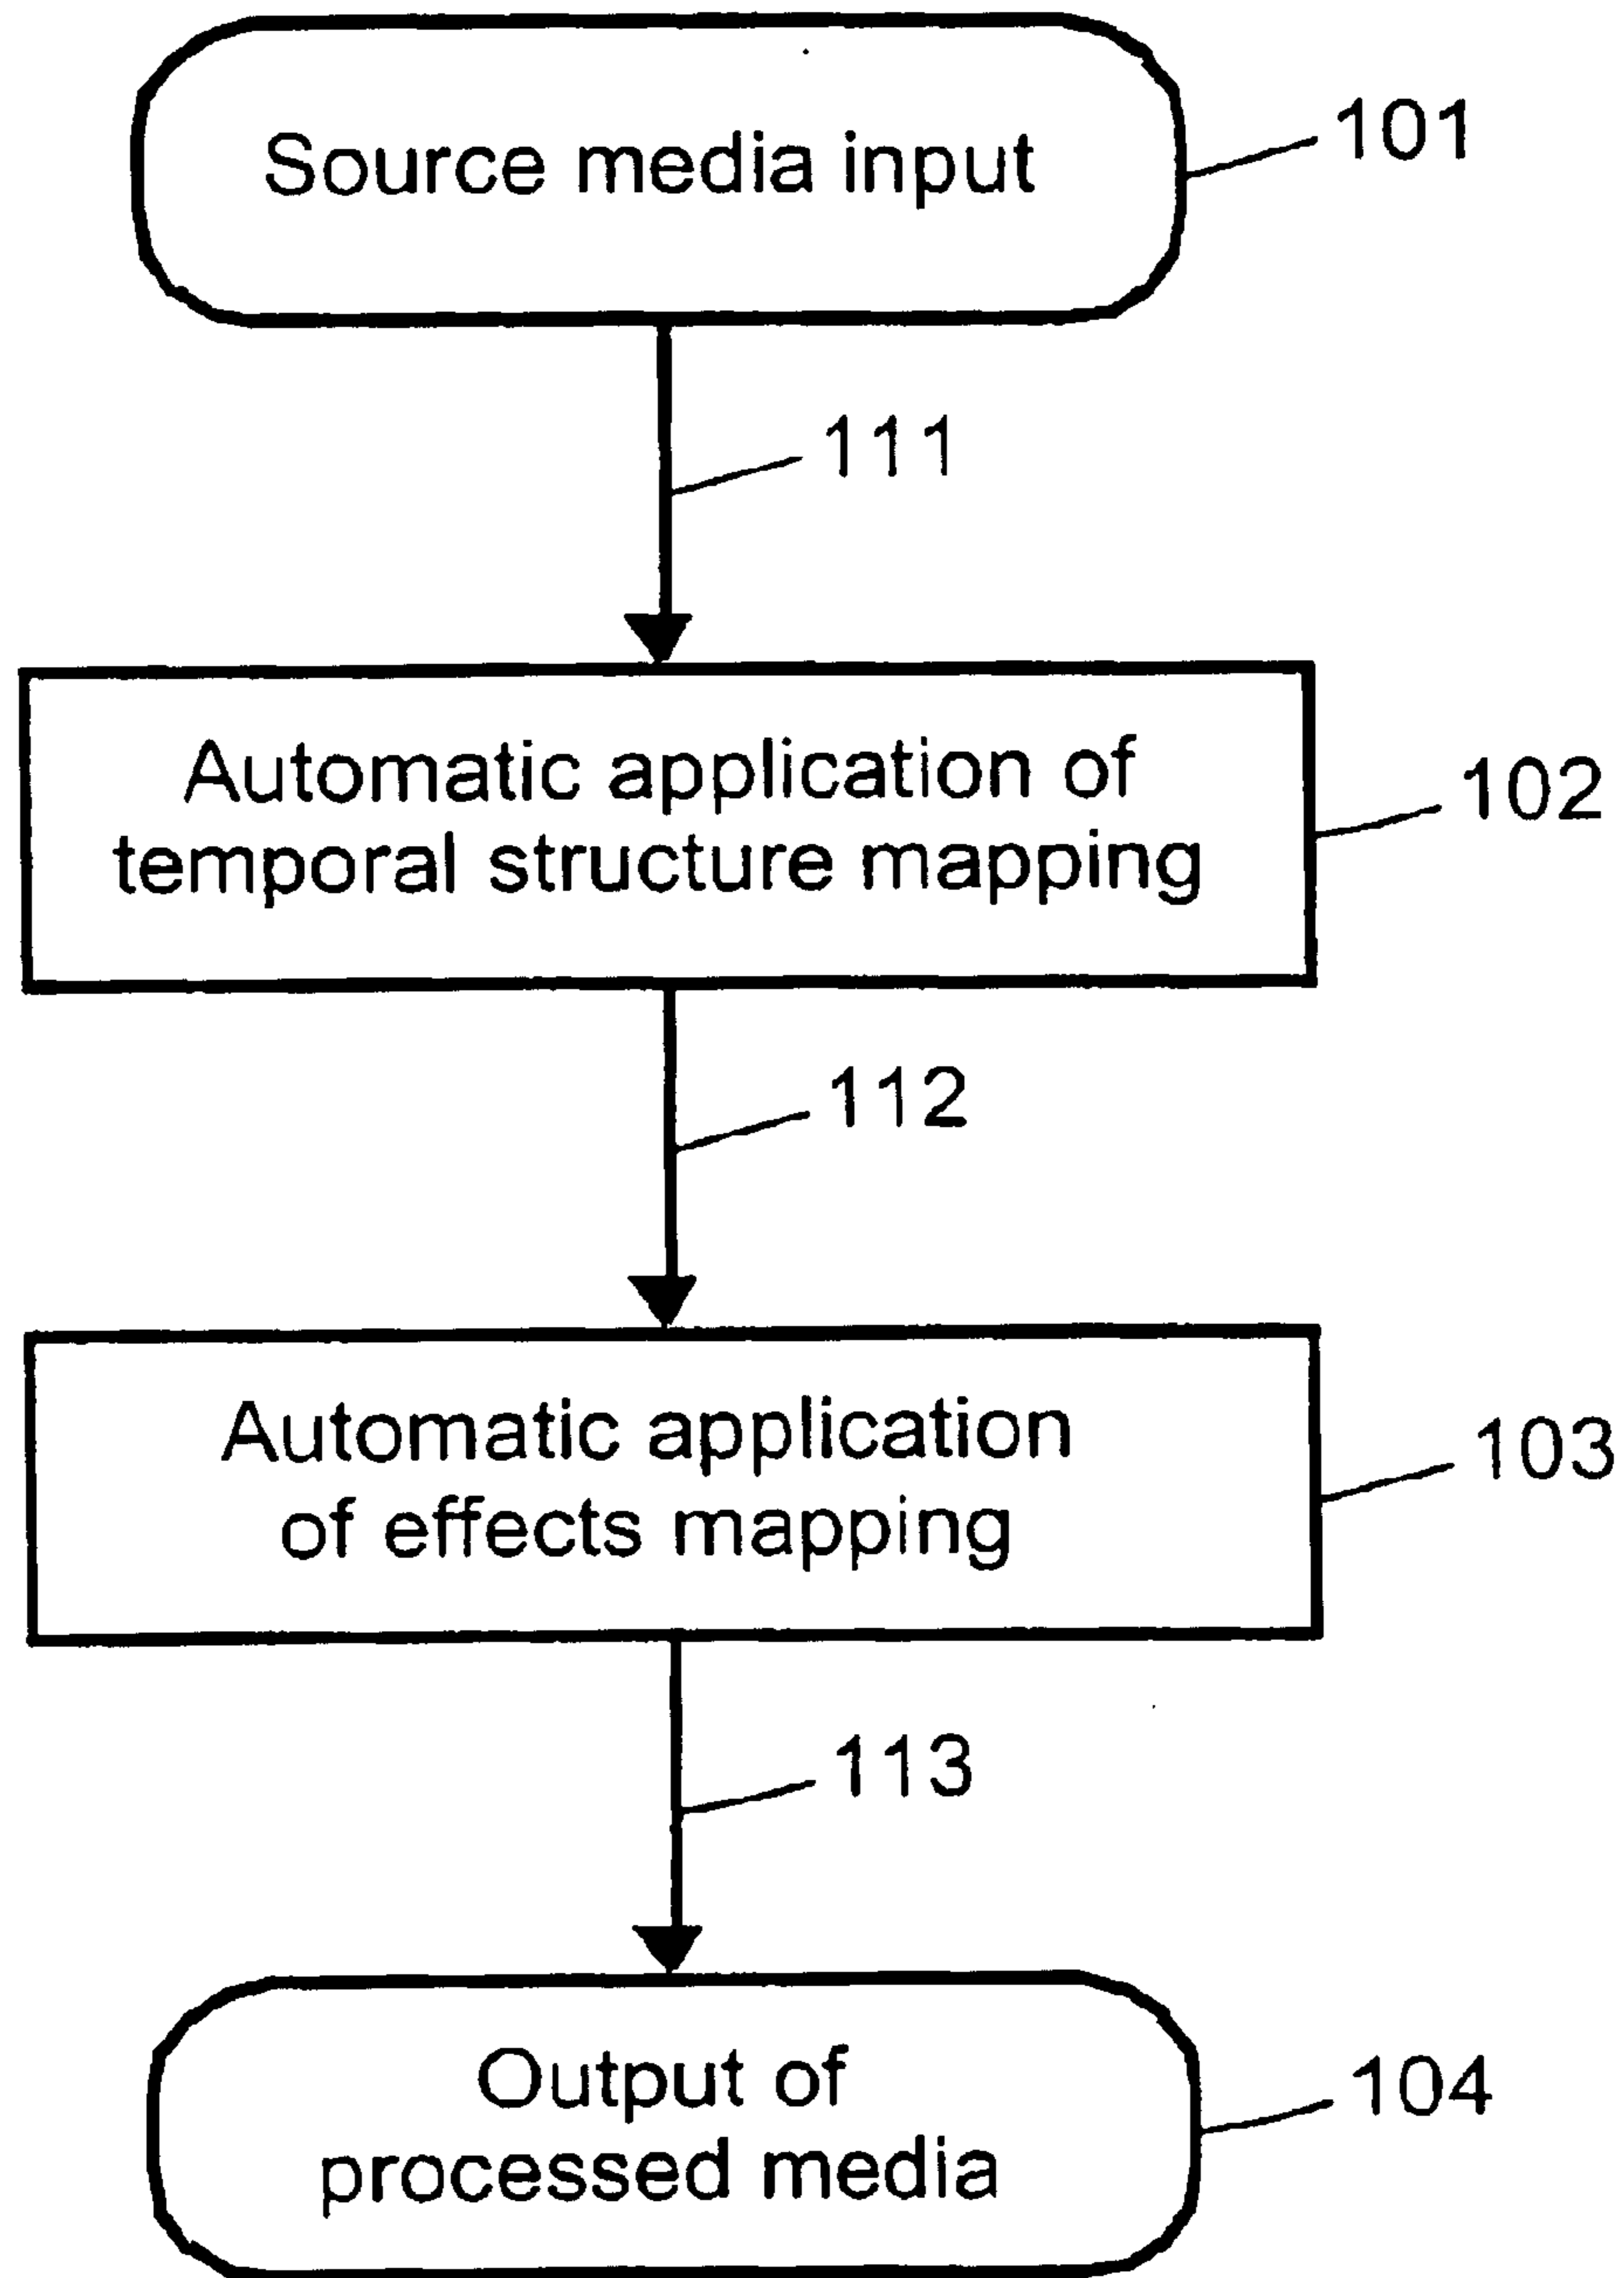 Source media input
101
111
Automatic application of
temporal structure mapping
102
112
Automatic application
of effects mapping
103
113
Output of
processed media
104